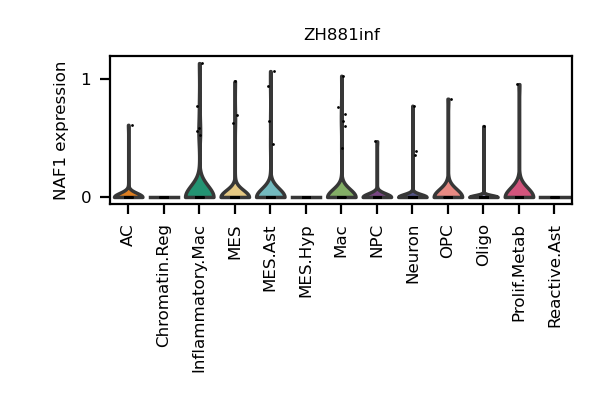 ZH881inf
NAF1 expression
1
0
AC
Chromatin.Reg
Inflammatory.Mac
MES
MES.Ast
MES.Hyp
Mac
NPC
Neuron
OPC
Oligo
Prolif.Metab
Reactive.Ast